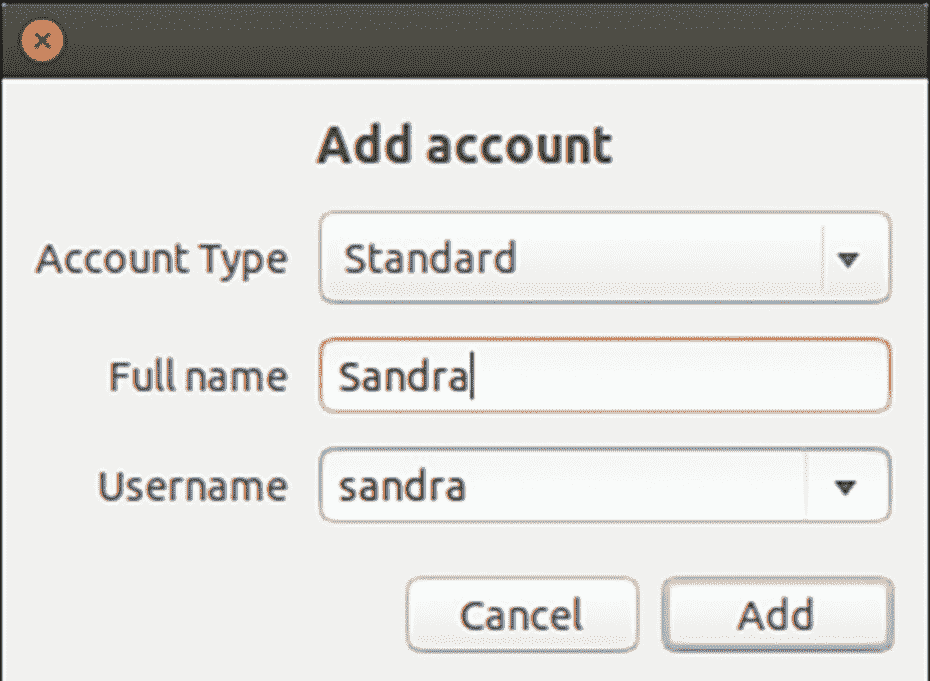 Add account
Account Type Standard
Full name Sandra
Username sandra
Cancel Add